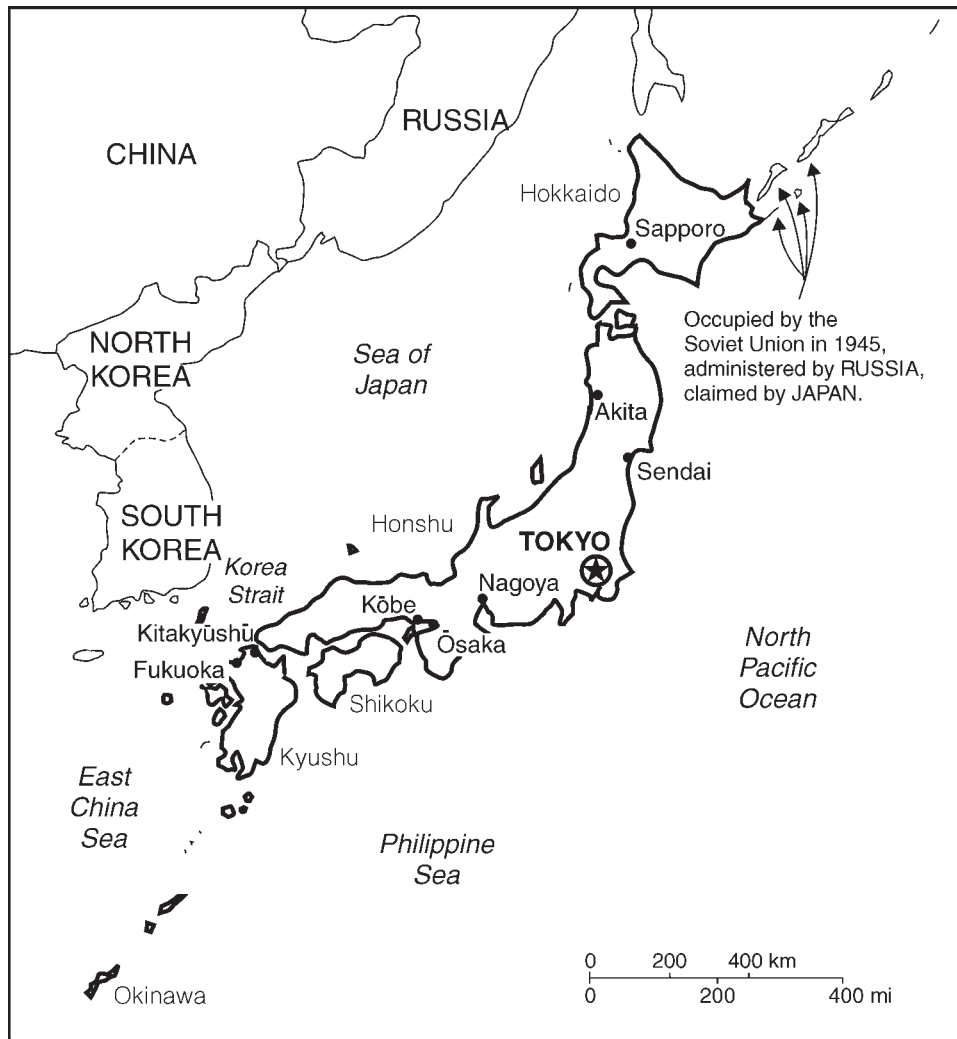 RUSSIA
CHINA
Hokkaido
Sapporo
Occupied by the
Soviet Union in 1945,
administered by RUSSIA,
claimed by JAPAN.
NORTH
KOREA
Sea of
Japan
Akita
Sendai
SOUTH
KOREA
Honshu
TOKYO
Korea
Strait
Nagoya
Kōbe
Kitakyūshū
Ōsaka
North
Pacific
Ocean
Fukuoka
Shikoku
Kyushu
East
China
Sea
Philippine
Sea
0 200 400 km
0 200 400 mi
Okinawa